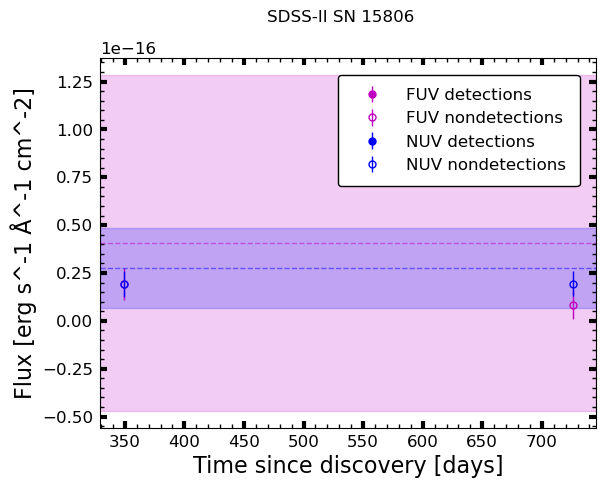 SDSS-II SN 15806
1e−16
FUV detections
FUV nondetections
NUV detections
NUV nondetections
1.25
1.00
0.75
0.50
0.25
0.00
−0.25
−0.50
Flux [erg s^-1 Å^-1 cm^-2]
350 400 450 500 550 600 650 700
Time since discovery [days]